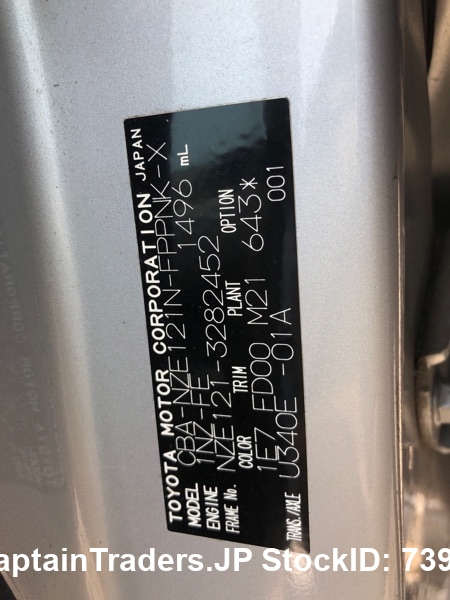 TOYOTA MOTOR CORPORATION JAPAN
MODEL CBA-NZE121N-FPPNK-X
ENGINE 1NZ-FE 1496 mL
FRAME No. NZE121-3282452
COLOR TRIM PLANT OPTION
1E7 FD00 M21 643*
TRANS./AXLE U340E -01A 001
aptainTraders.JP StockID: 739